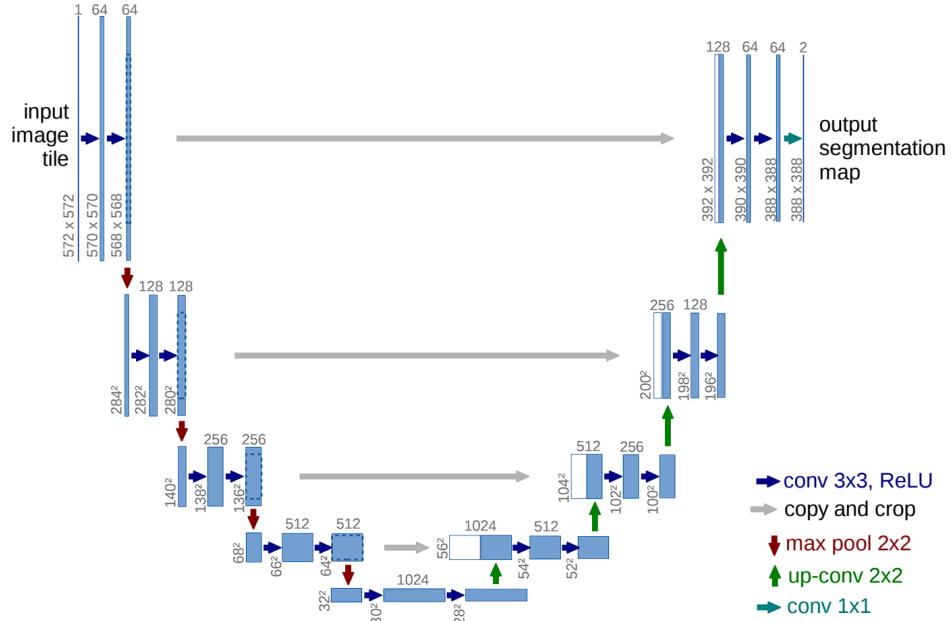 1 64 64
input
image
tile
572 x 572
570 x 570
568 x 568
128 64 64 2
output
segmentation
map
392 x 392
390 x 390
388 x 388
388 x 388
128 128
284²
282²
280²
256 128
200²
198²
196²
256 256
140²
138²
136²
512 256
104²
102²
100²
512 512
68²
66²
64²
1024 512
56²
54²
52²
1024
32²
30²
28²
conv 3x3, ReLU
copy and crop
max pool 2x2
up-conv 2x2
conv 1x1